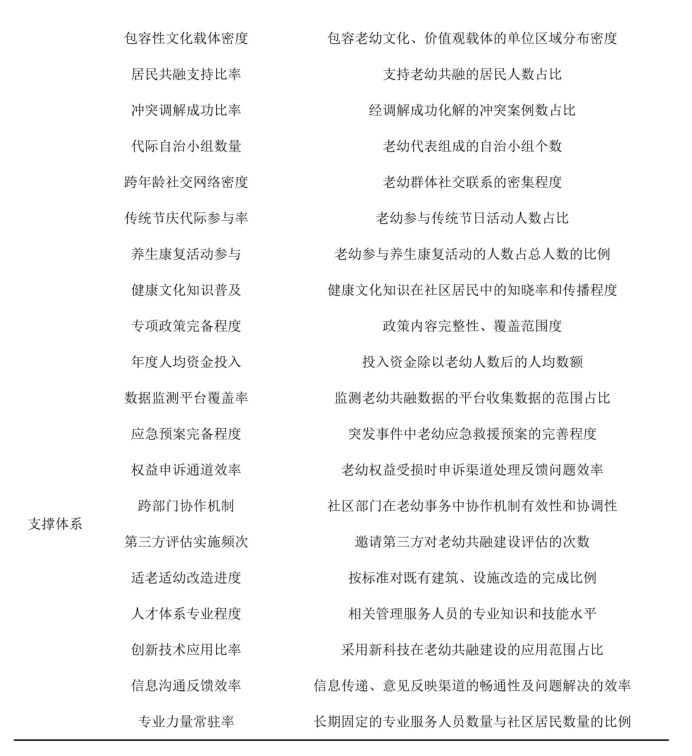 包容性文化载体密度 包容老幼文化、价值观载体的单位区域分布密度
居民共融支持比率 支持老幼共融的居民人数占比
冲突调解成功比率 经调解成功化解的冲突案例数占比
代际自治小组数量 老幼代表组成的自治小组个数
跨年龄社交网络密度 老幼群体社交联系的密集程度
传统节庆代际参与率 老幼参与传统节日活动人数占比
养生康复活动参与 老幼参与养生康复活动的人数占总人数的比例
健康文化知识普及 健康文化知识在社区居民中的知晓率和传播程度
专项政策完备程度 政策内容完整性、覆盖范围度
年度人均资金投入 投入资金除以老幼人数后的人均数额
数据监测平台覆盖率 监测老幼共融数据的平台收集数据的范围占比
应急预案完备程度 突发事件中老幼应急救援预案的完善程度
权益申诉通道效率 老幼权益受损时申诉渠道处理反馈问题效率
跨部门协作机制 社区部门在老幼事务中协作机制有效性和协调性
支撑体系
第三方评估实施频次 邀请第三方对老幼共融建设评估的次数
适老适幼改造进度 按标准对既有建筑、设施改造的完成比例
人才体系专业程度 相关管理服务人员的专业知识和技能水平
创新技术应用比率 采用新科技在老幼共融建设的应用范围占比
信息沟通反馈效率 信息传递、意见反映渠道的畅通性及问题解决的效率
专业力量常驻率 长期固定的专业服务人员数量与社区居民数量的比例